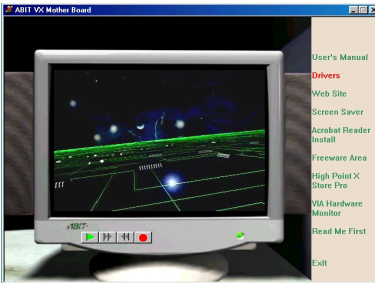 ABIT VX Mother Board
User's Manual
Drivers
Web Site
Screen Saver
Acrobat Reader
Install
Freeware Area
High Point X
Store Pro
VIA Hardware
Monitor
Read Me First
Exit
ABIT